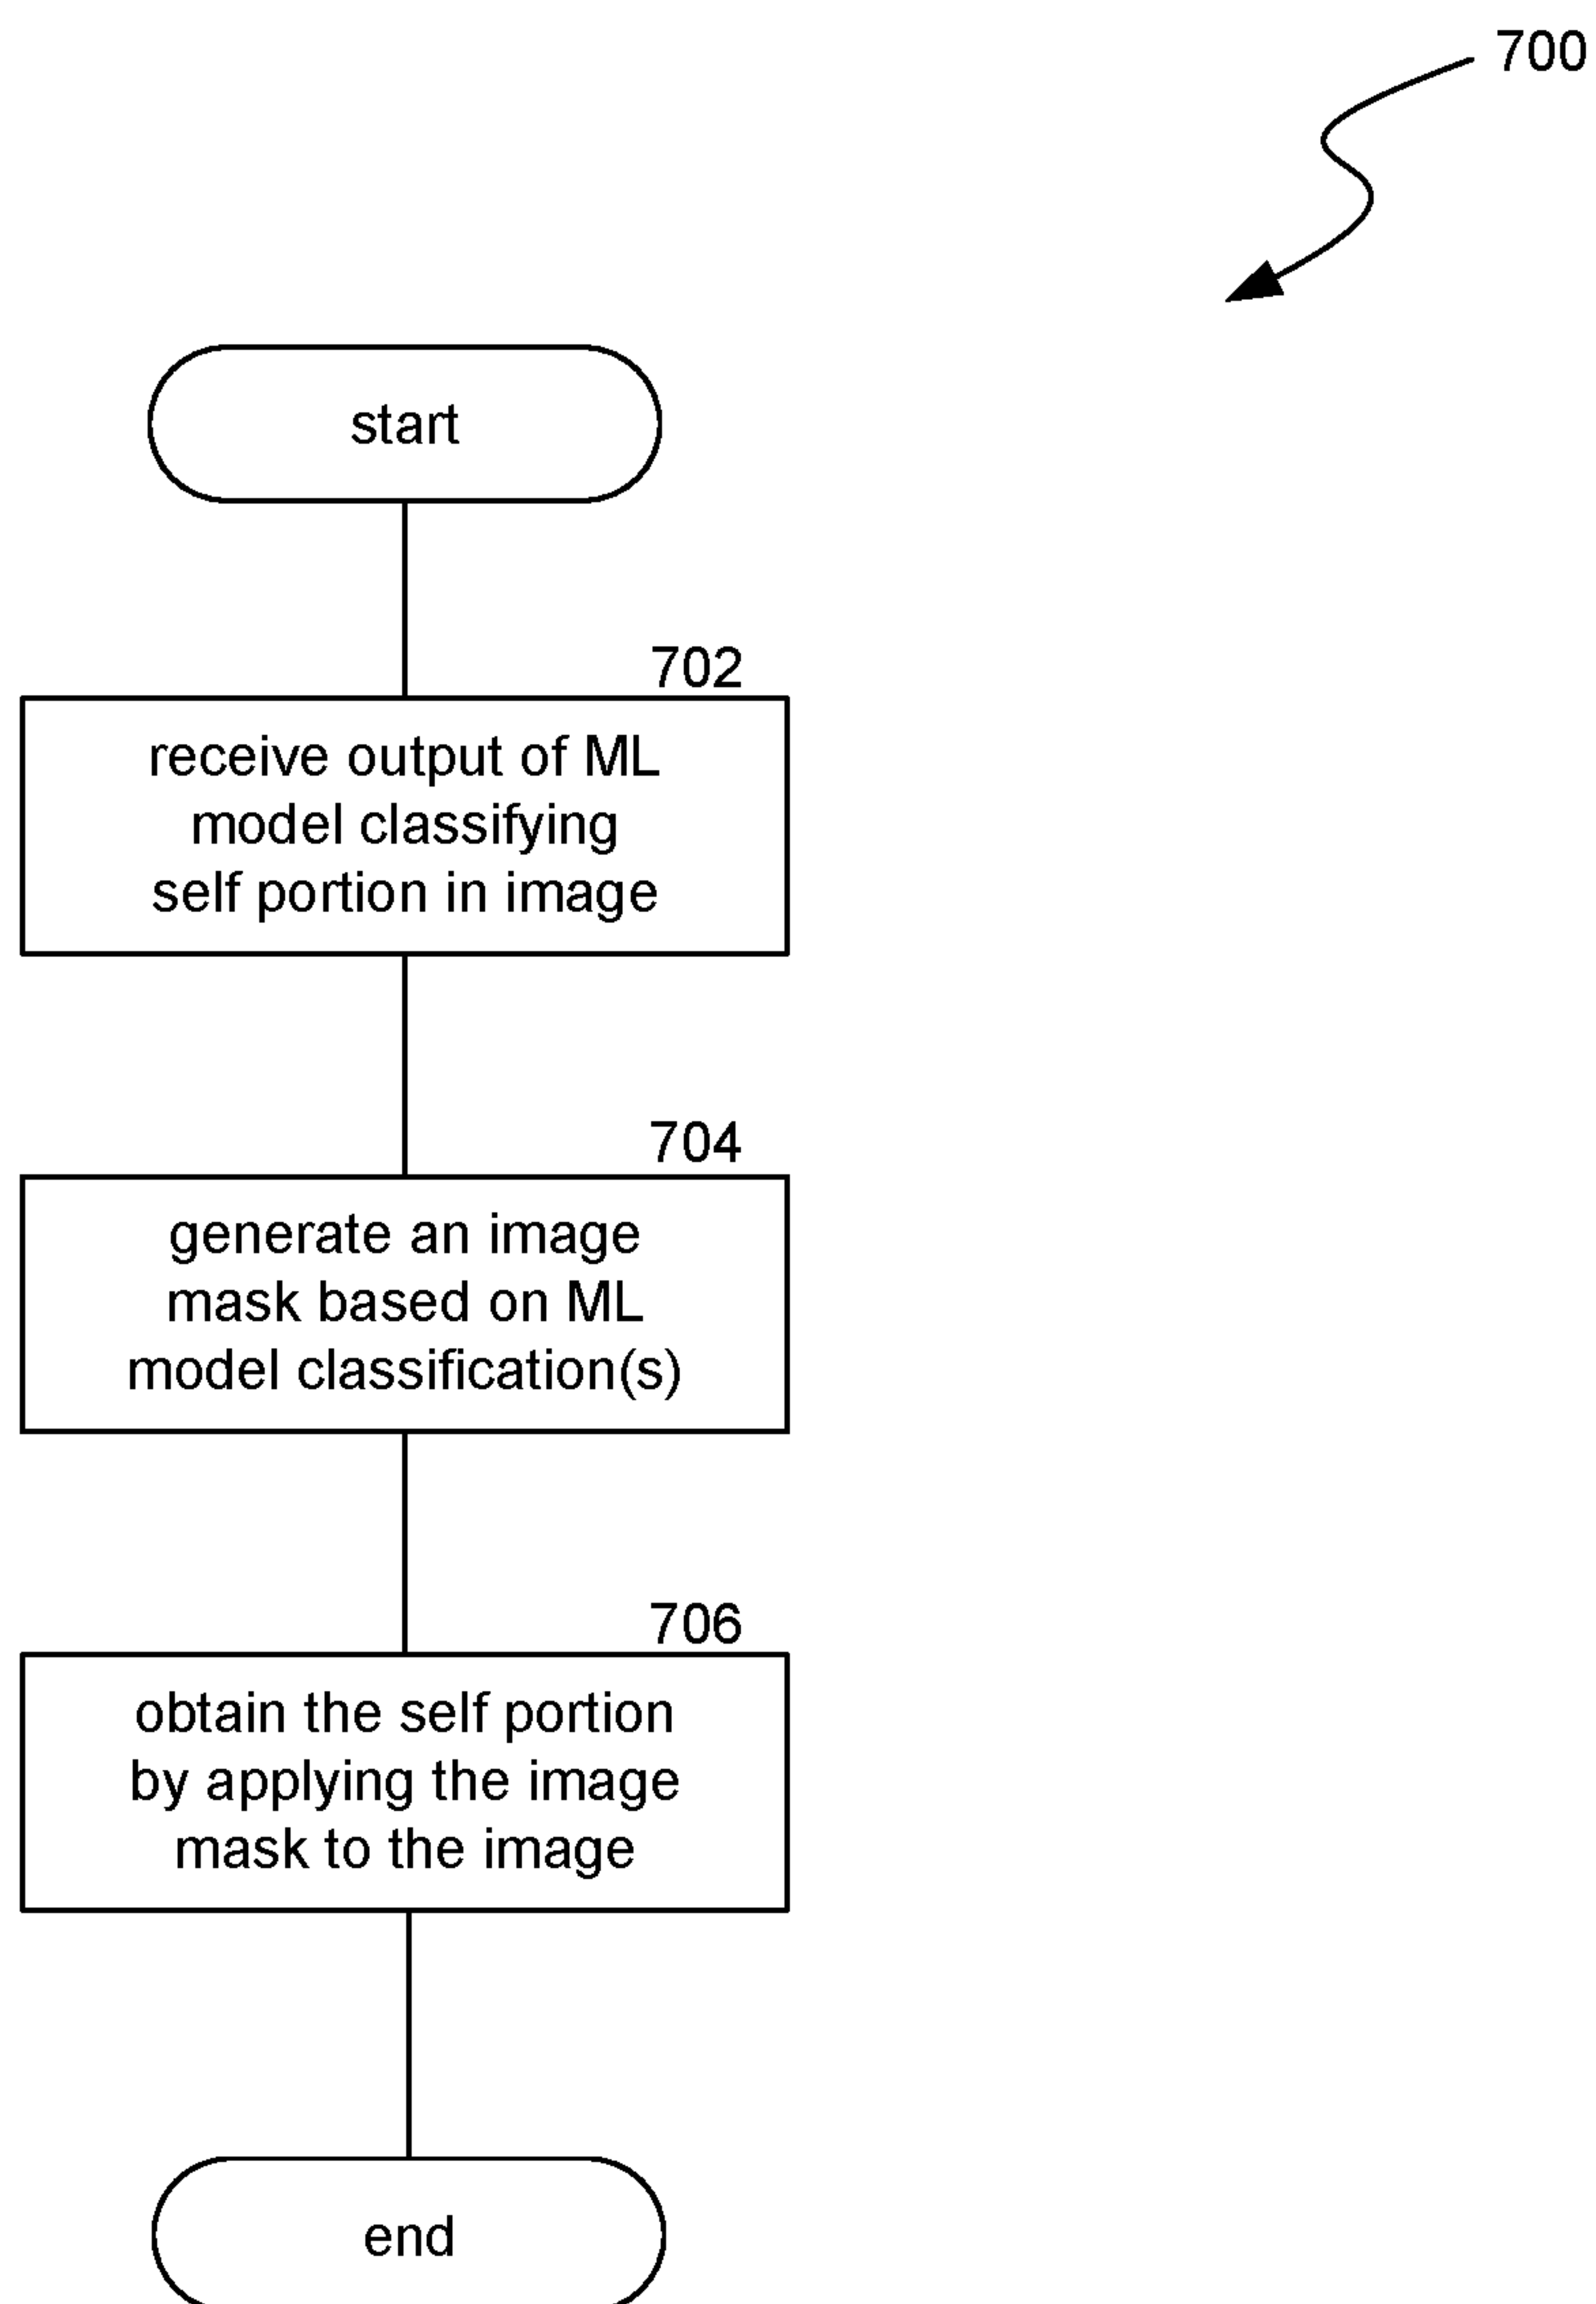 700
start
702
receive output of ML
model classifying
self portion in image
704
generate an image
mask based on ML
model classification(s)
706
obtain the self portion
by applying the image
mask to the image
end